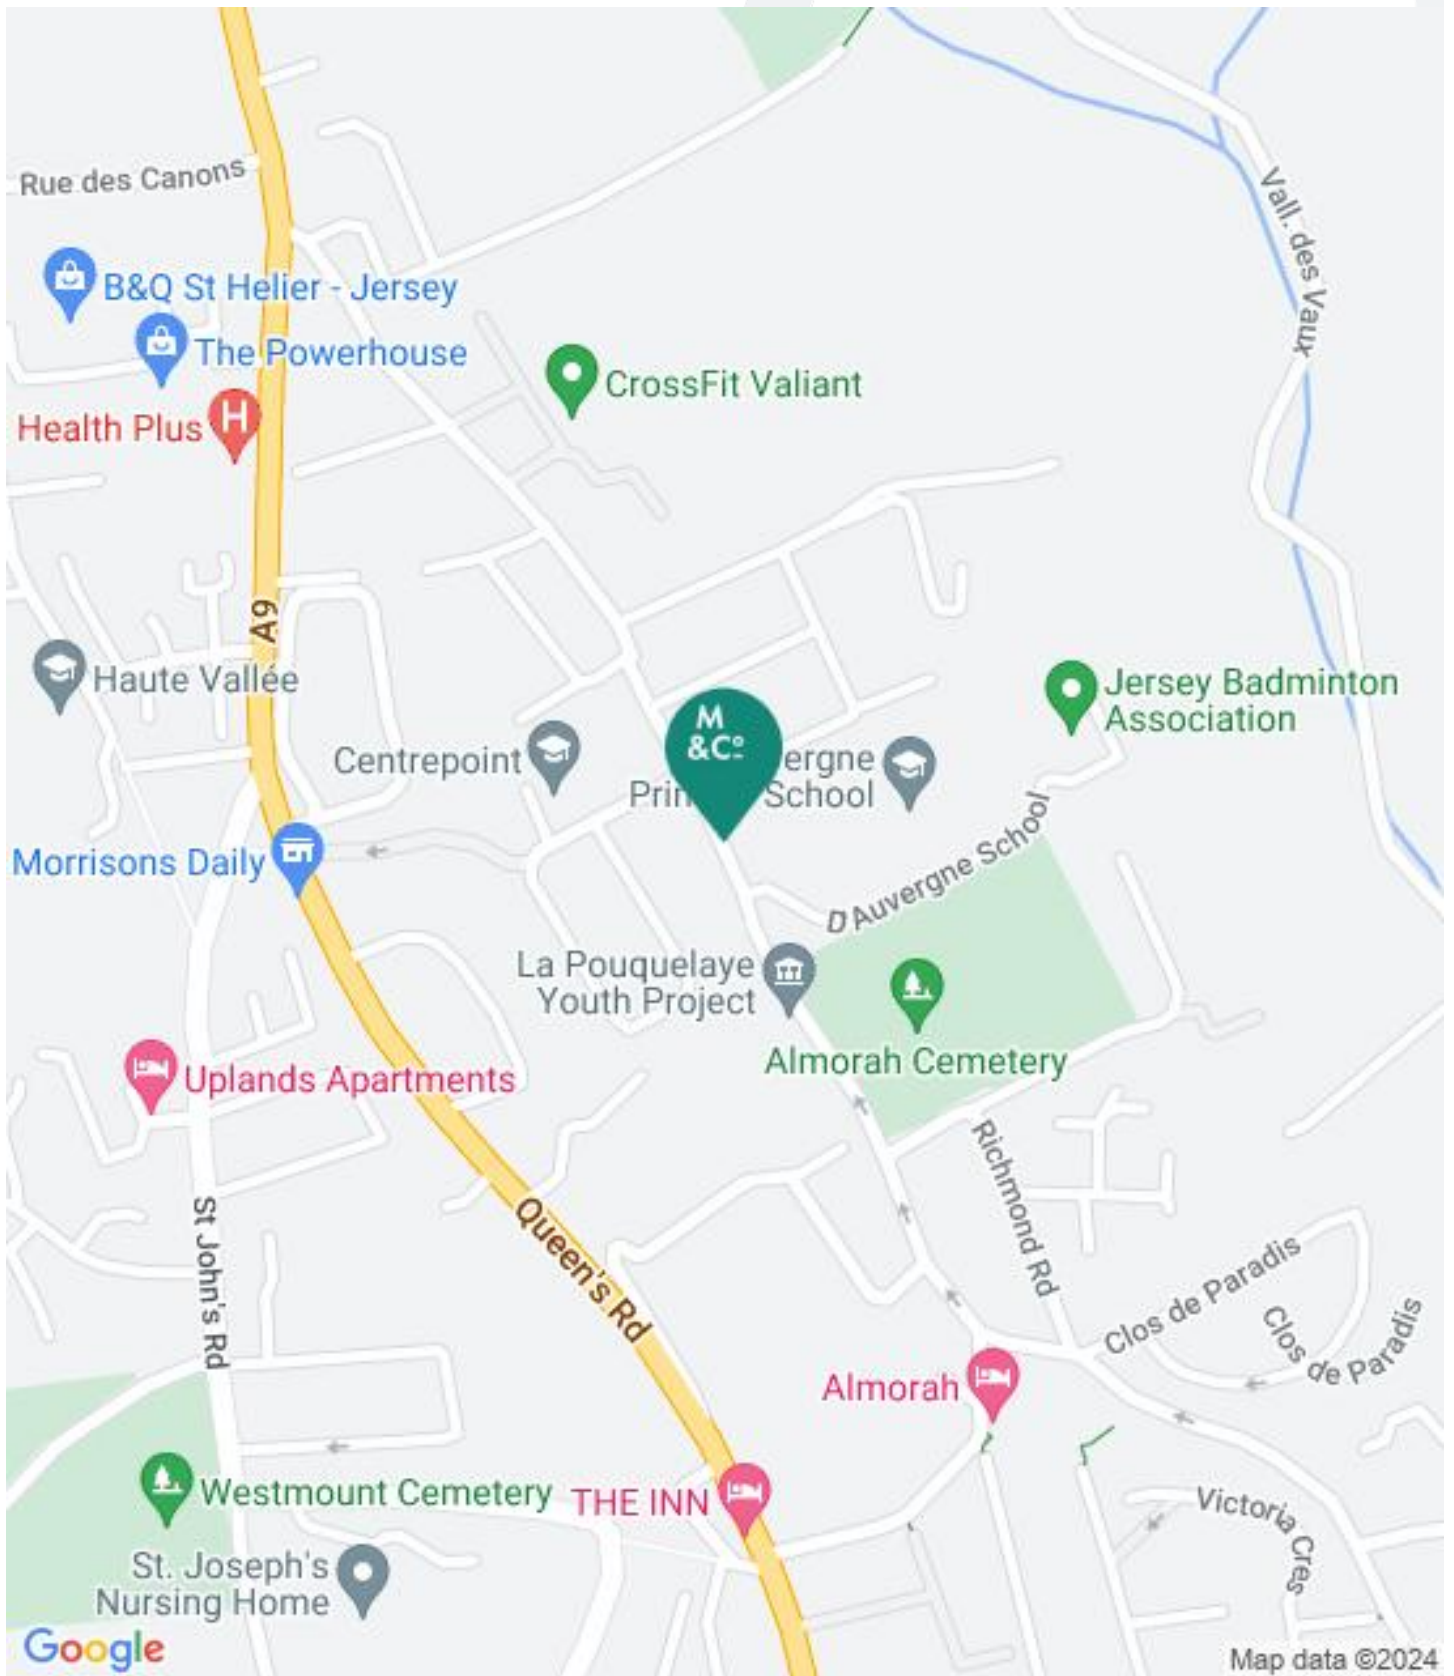 Rue des Canons
Vall. des Vaux
B&Q St Helier - Jersey
The Powerhouse
CrossFit Valiant
Health Plus
H
A9
Haute Vallée
Jersey Badminton
Association
M
&Cº
Centrepoint
ergne
Prin School
Morrisons Daily
D'Auvergne School
La Pouquelaye
Youth Project
Almorah Cemetery
Uplands Apartments
Richmond Rd
St John's Rd
Queen's Rd
Clos de Paradis
Clos de Paradis
Almorah
Westmount Cemetery
THE INN
Victoria Cres
St. Joseph's
Nursing Home
Google
Map data ©2024